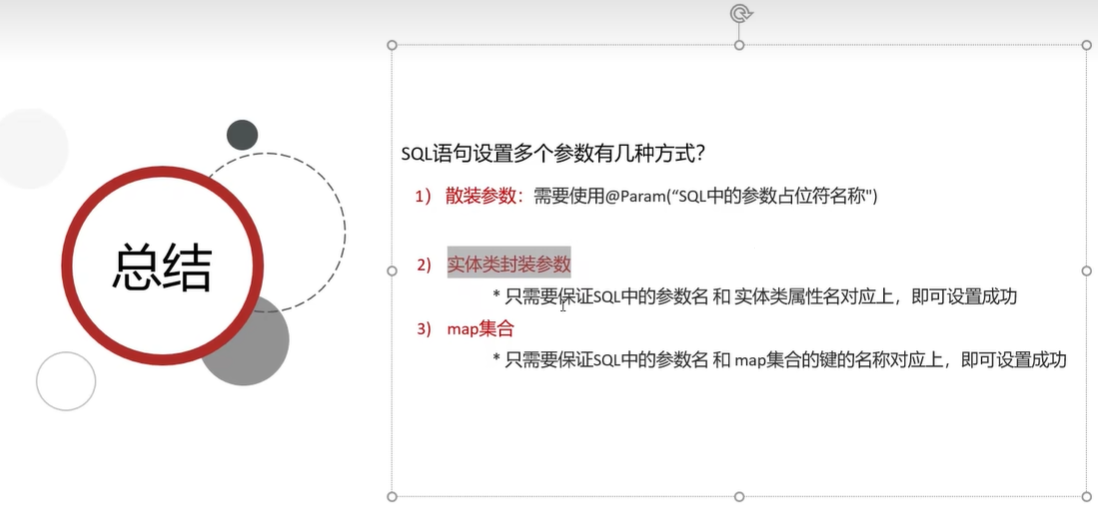 总结
SQL语句设置多个参数有几种方式？
1） 散装参数：需要使用@Param(“SQL中的参数占位符名称")
2） 实体类封装参数
* 只需要保证SQL中的参数名 和 实体类属性名对应上，即可设置成功
3） map集合
* 只需要保证SQL中的参数名 和 map集合的键的名称对应上，即可设置成功